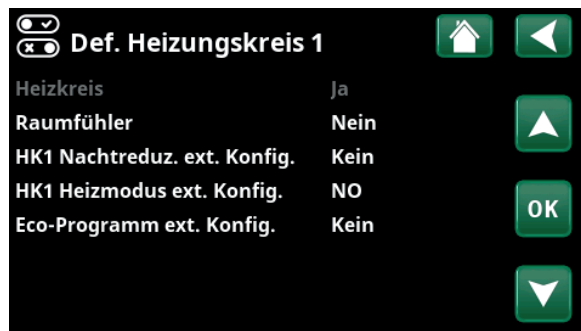 Def. Heizungskreis 1
Heizkreis Ja
Raumfühler Nein
HK1 Nachtreduz. ext. Konfig. Kein
HK1 Heizmodus ext. Konfig. NO
Eco-Programm ext. Konfig. Kein
OK